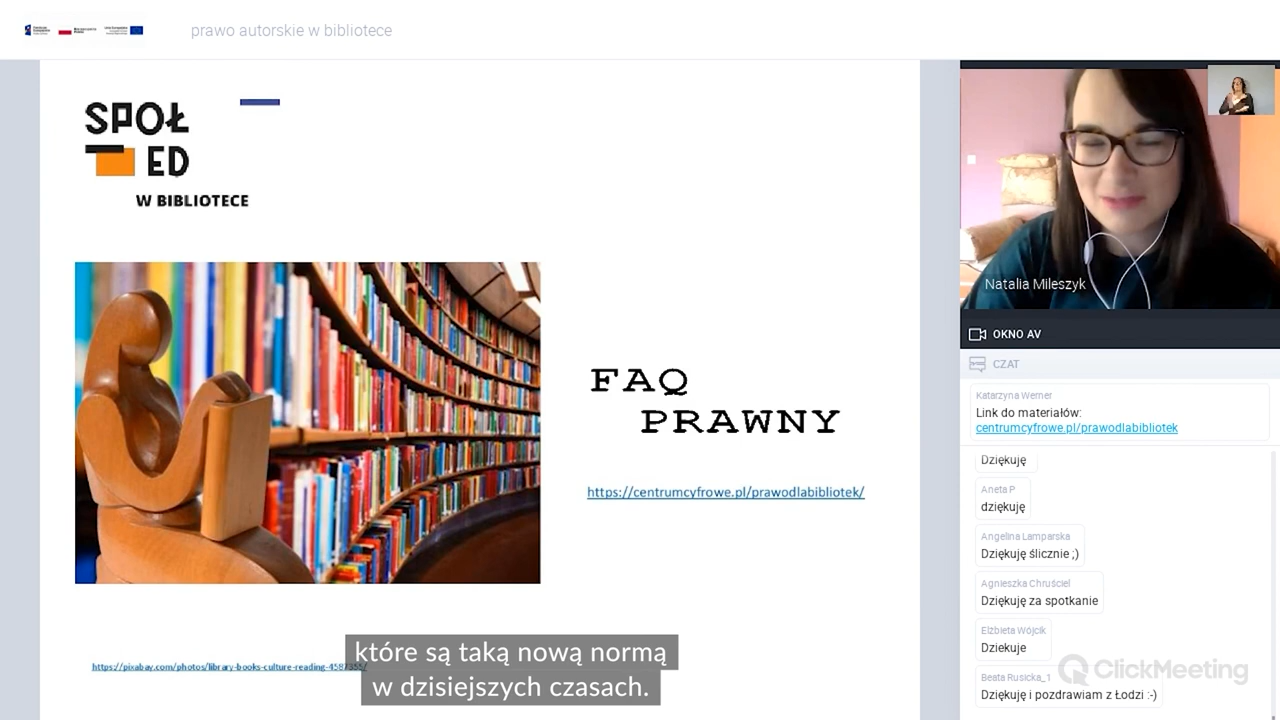 prawo autorskie w bibliotece
SPOŁ
ED
W BIBLIOTECE
FAQ
PRAWNY
https://centrumcyfrowe.pl/prawodlabibliotek/
https://pixabay.com/photos/library-books-culture-reading-4587355/
które są taką nową normą
w dzisiejszych czasach.
Natalia Mileszyk
OKNO AV
CZAT
Katarzyna Werner
Link do materiałów:
centrumcyfrowe.pl/prawodlabibliotek
Dziękuję
Aneta P
dziękuję
Angelina Lamparska
Dziękuję ślicznie ;)
Agnieszka Chruściel
Dziękuję za spotkanie
Elżbieta Wójcik
Dziekuje
Beata Rusicka_1
Dziękuję i pozdrawiam z Łodzi :-)
ClickMeeting